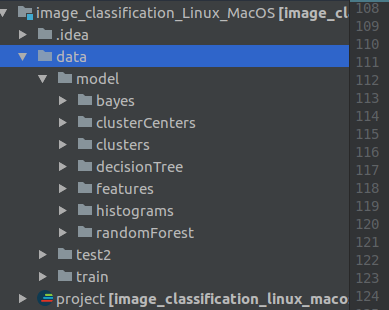 image_classification_Linux_MacOS [image_cl
.idea
data
model
bayes
clusterCenters
clusters
decisionTree
features
histograms
randomForest
test2
train
project [image_classification_linux_maco
108
109
110
111
112
113
114
115
116
117
118
119
120
121
122
123
124